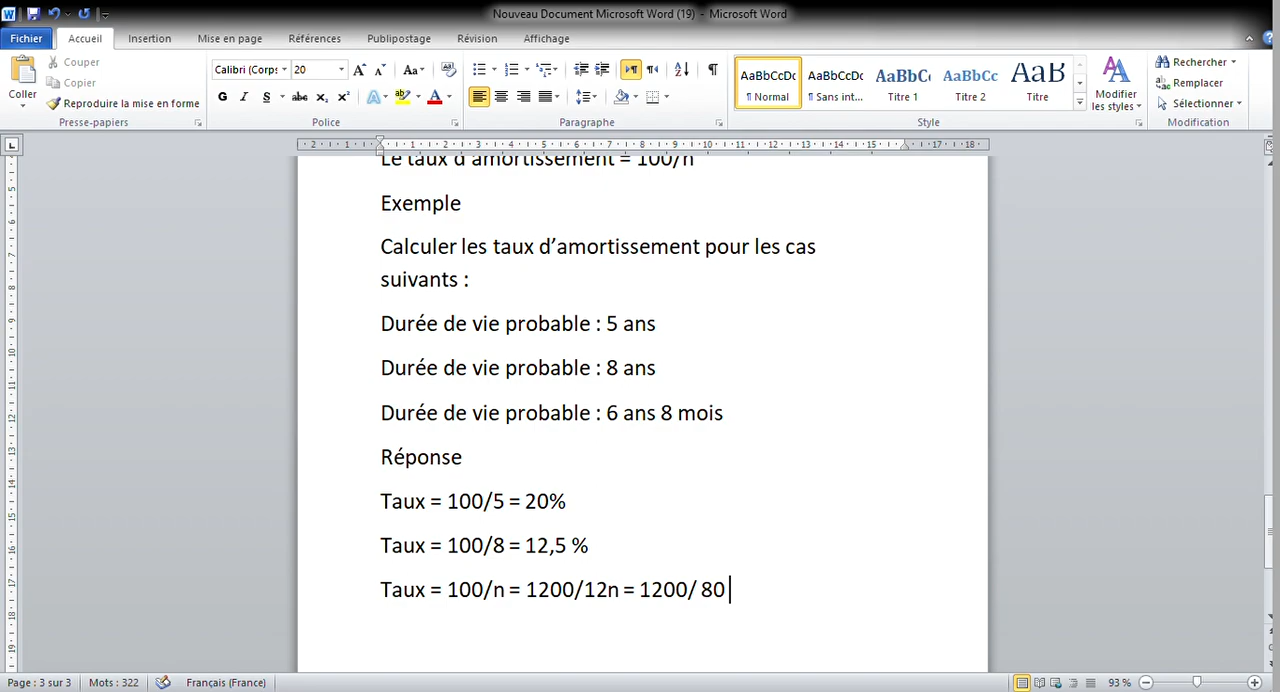 Nouveau Document Microsoft Word (19) - Microsoft Word
Fichier Accueil Insertion Mise en page Références Publipostage Révision Affichage
Coller
Couper
Copier
Reproduire la mise en forme
Presse-papiers
Calibri (Corps 20
Police
Paragraphe
AaBbCcDc AaBbCcDc AaBbCc AaBbCc AaB
¶ Normal ¶ Sans int... Titre 1 Titre 2 Titre
Modifier
les styles
Style
Rechercher
Remplacer
Sélectionner
Modification
Le taux d'amortissement = 100/n
Exemple
Calculer les taux d’amortissement pour les cas
suivants :
Durée de vie probable : 5 ans
Durée de vie probable : 8 ans
Durée de vie probable : 6 ans 8 mois
Réponse
Taux = 100/5 = 20%
Taux = 100/8 = 12,5 %
Taux = 100/n = 1200/12n = 1200/ 80
Page : 3 sur 3 Mots : 322 Français (France) 93 %